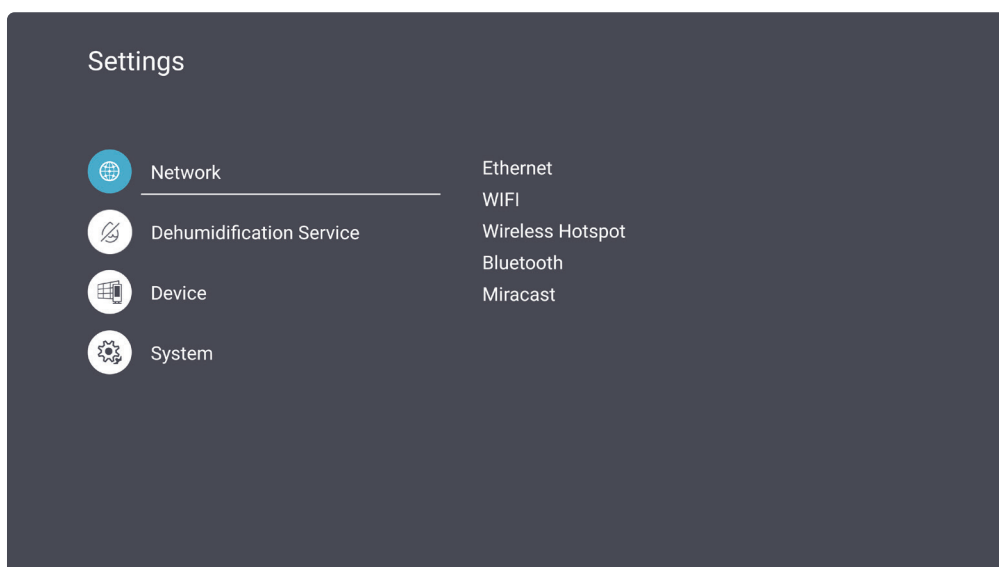 Settings
Network
Dehumidification Service
Device
System
Ethernet
WIFI
Wireless Hotspot
Bluetooth
Miracast